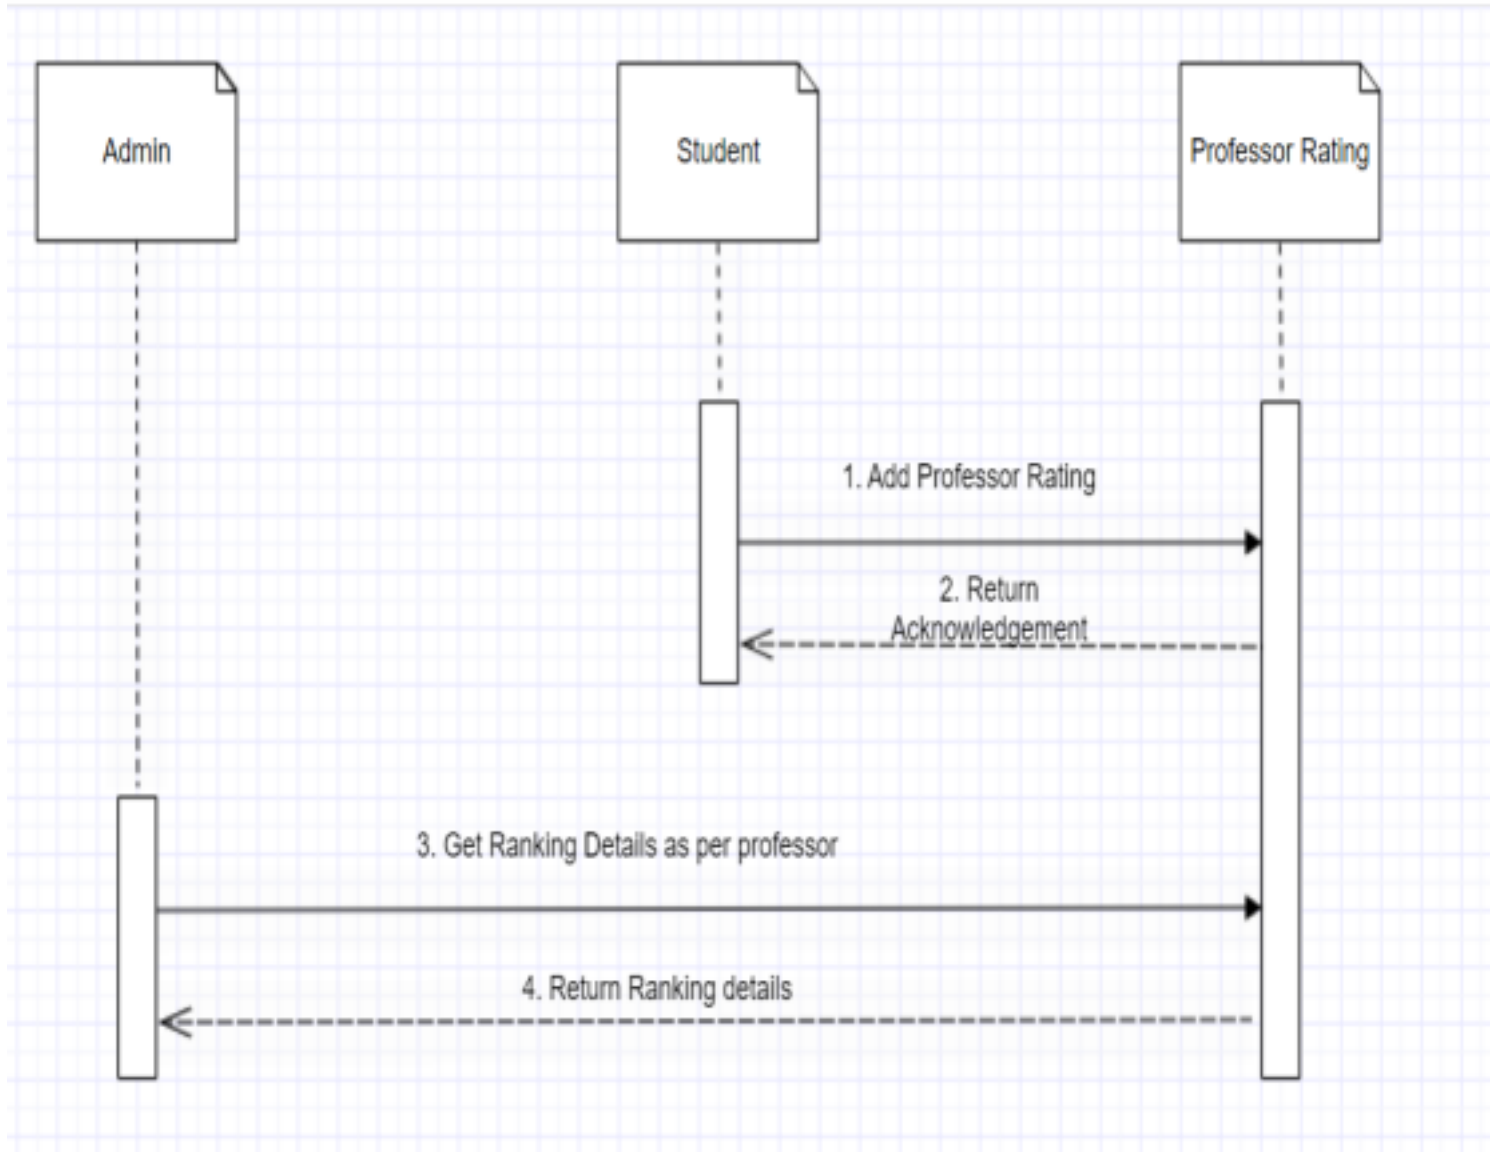 Admin
Student
Professor Rating
1. Add Professor Rating
2. Return
Acknowledgement
3. Get Ranking Details as per professor
4. Return Ranking details